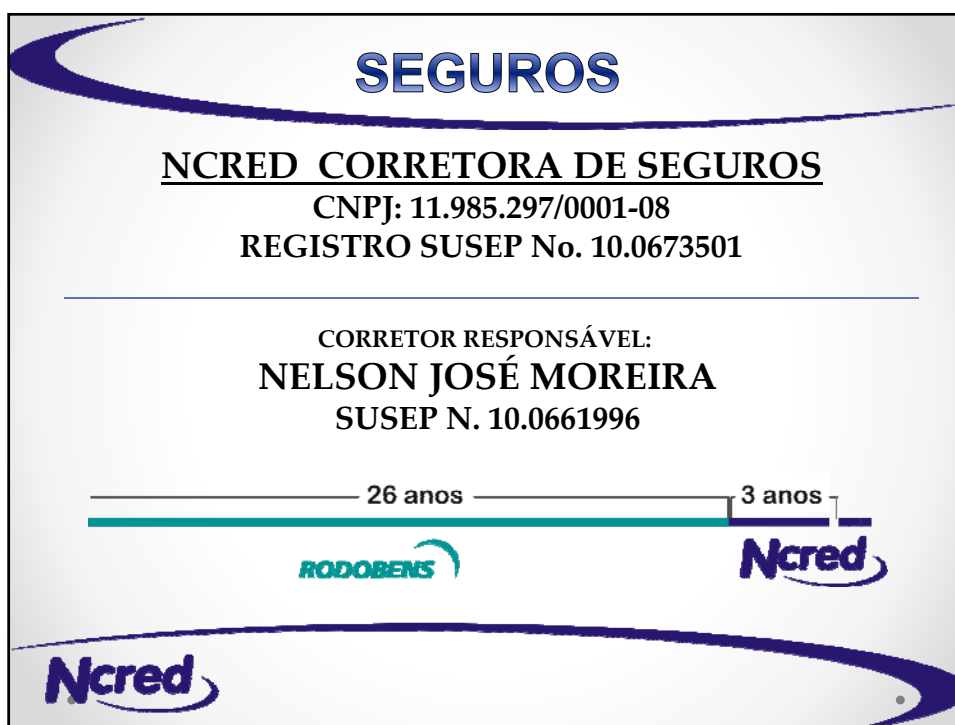 SEGUROS
NCRED CORRETORA DE SEGUROS
CNPJ: 11.985.297/0001-08
REGISTRO SUSEP No. 10.0673501
CORRETOR RESPONSÁVEL:
NELSON JOSÉ MOREIRA
SUSEP N. 10.0661996
26 anos 3 anos
RODOBENS Ncred
Ncred